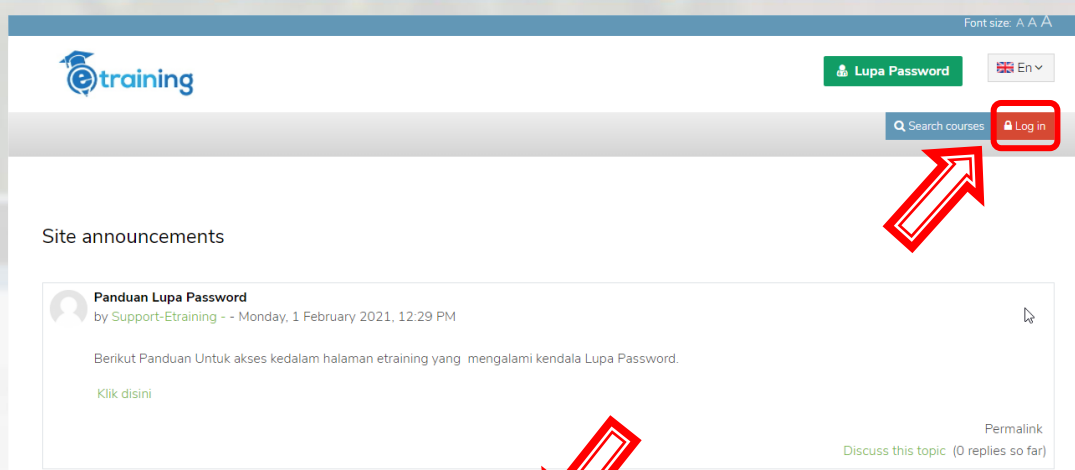 Font size: A A A
etraining
Lupa Password
En
Search courses
Log in
Site announcements
Panduan Lupa Password
by Support-Etraining - - Monday, 1 February 2021, 12:29 PM
Berikut Panduan Untuk akses kedalam halaman etraining yang mengalami kendala Lupa Password.
Klik disini
Permalink
Discuss this topic (0 replies so far)